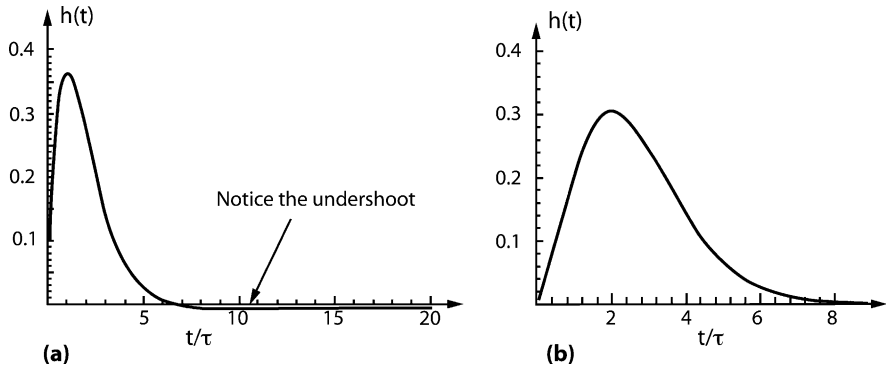 h(t)
0.4
0.3
0.2
0.1
Notice the undershoot
5
10
15
20
t/τ
(a)
h(t)
0.4
0.3
0.2
0.1
2
4
6
8
t/τ
(b)